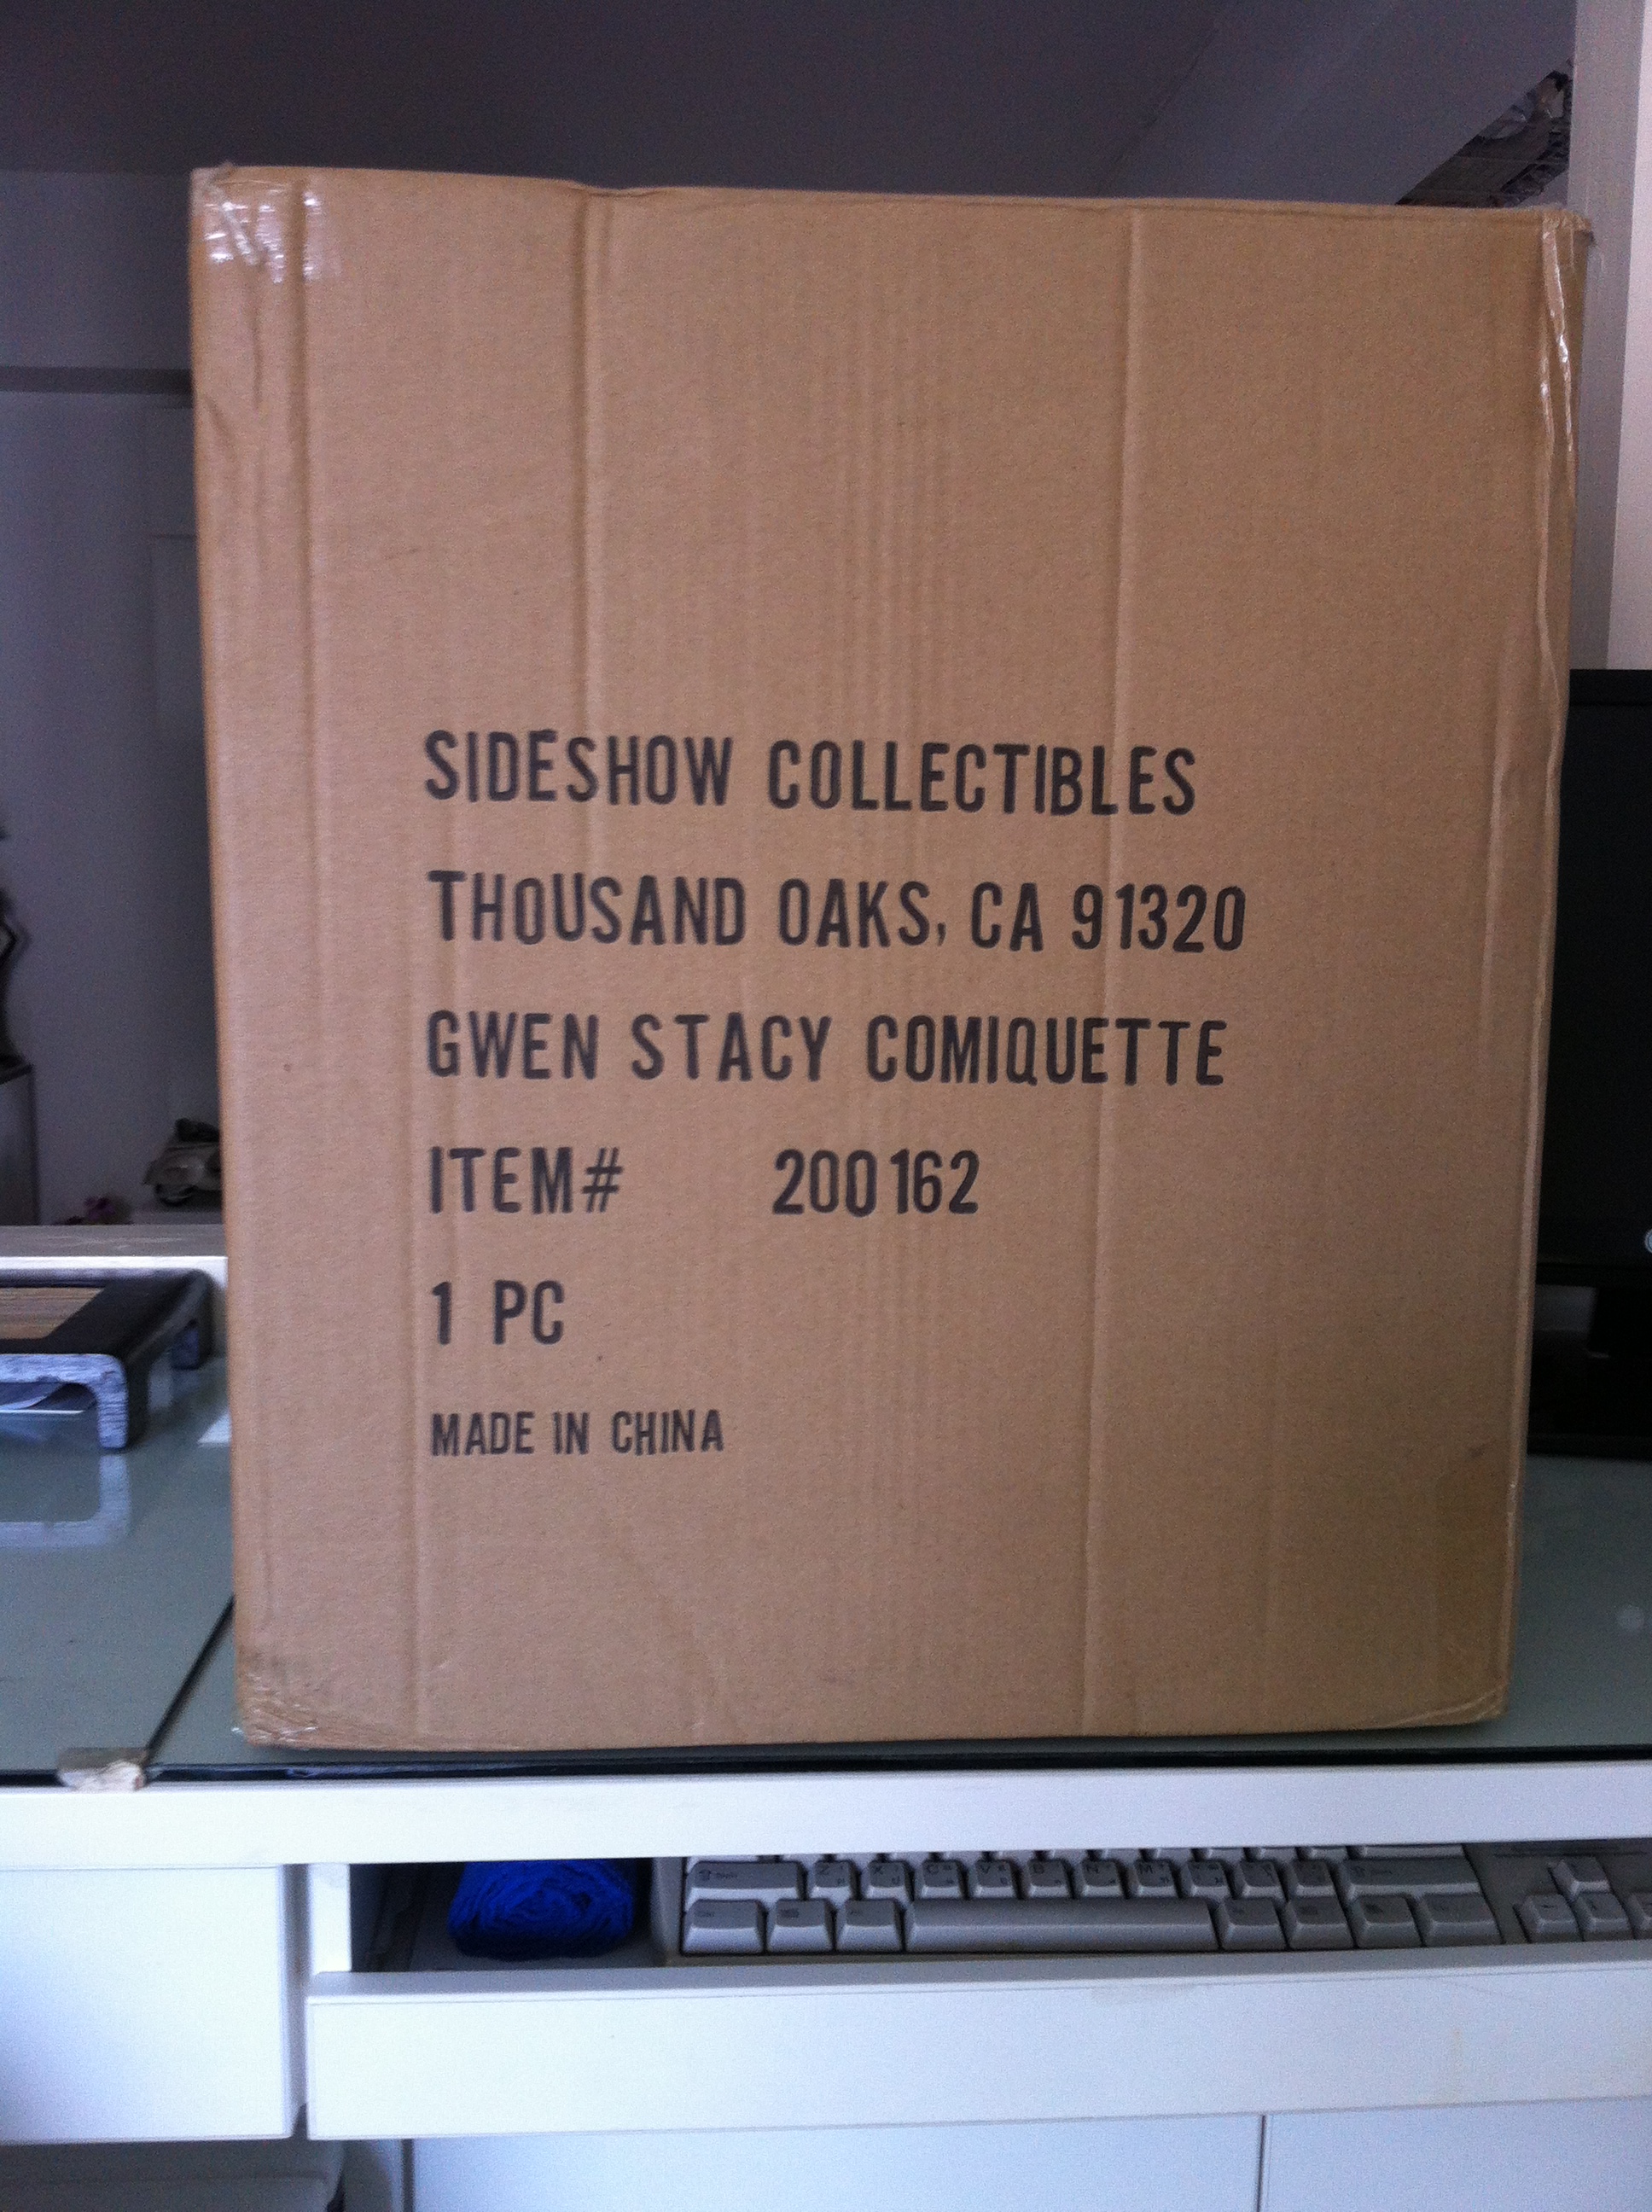 SIDESHOW COLLECTIBLES
THOUSAND OAKS, CA 91320
GWEN STACY COMIQUETTE
ITEM# 200162
1 PC
MADE IN CHINA
Z X C V B N M